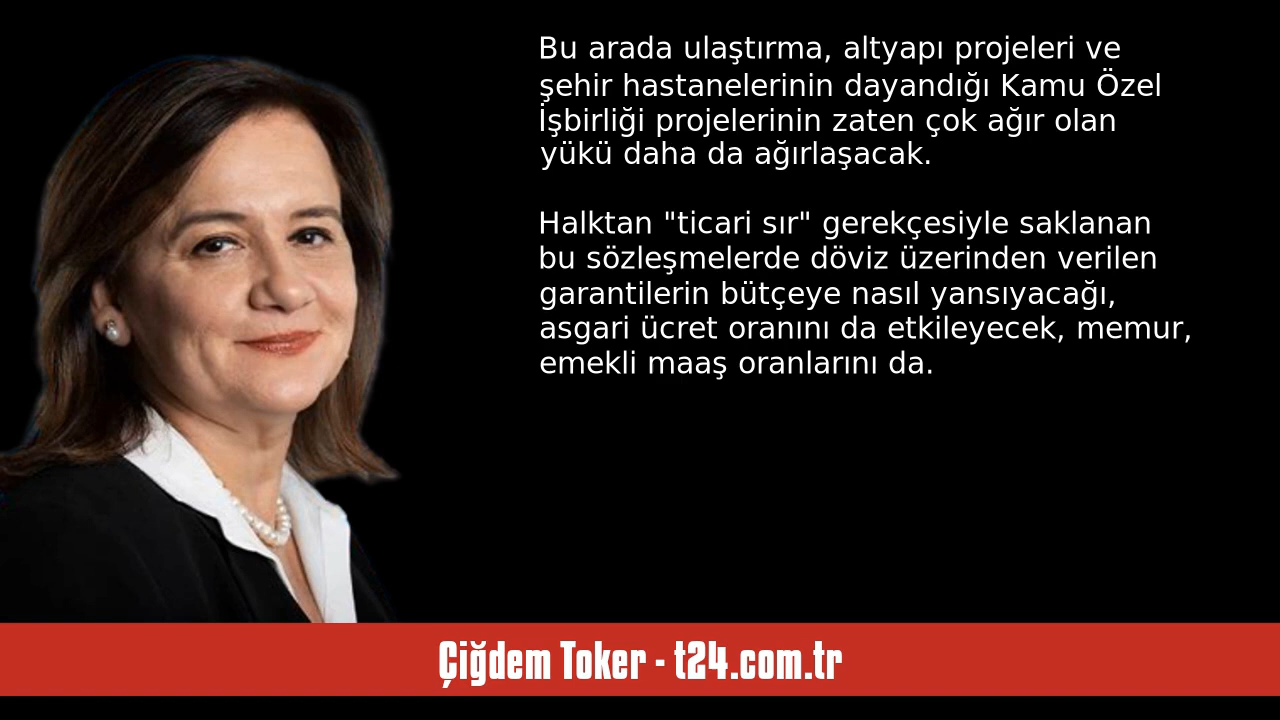 Bu arada ulaştırma, altyapı projeleri ve
şehir hastanelerinin dayandığı Kamu Özel
İşbirliği projelerinin zaten çok ağır olan
yükü daha da ağırlaşacak.
Halktan "ticari sır" gerekçesiyle saklanan
bu sözleşmelerde döviz üzerinden verilen
garantilerin bütçeye nasıl yansıyacağı,
asgari ücret oranını da etkileyecek, memur,
emekli maaş oranlarını da.
Çiğdem Toker - t24.com.tr